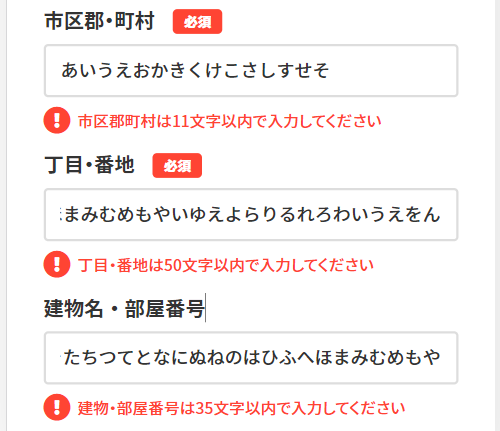 市区郡・町村 必須
あいうえおかきくけこさしすせそ
市区郡町村は11文字以内で入力してください
丁目・番地 必須
まみむめもやいゆえよらりるれろわいうえをん
丁目・番地は50文字以内で入力してください
建物名・部屋番号
たちつてとなにぬねのはひふへほまみむめもや
建物・部屋番号は35文字以内で入力してください